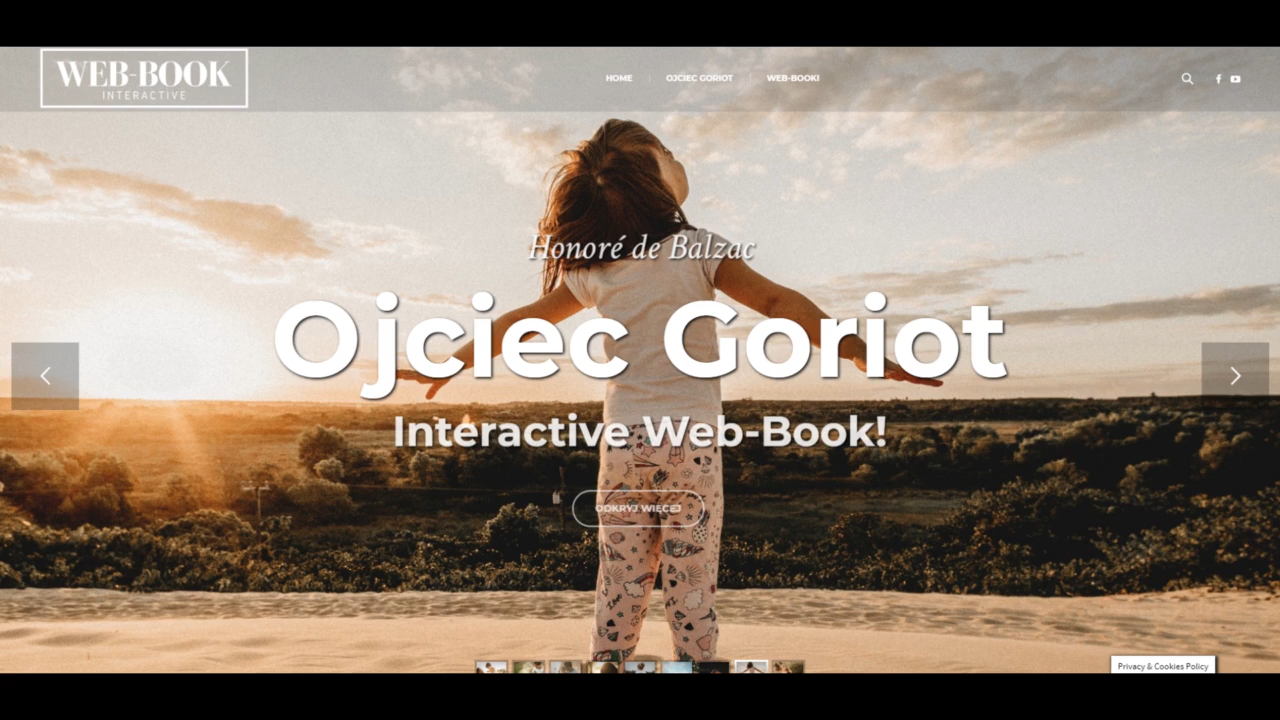 WEB-BOOK
INTERACTIVE
HOME
OJCIEC GORIOT
WEB-BOOKI
Honoré de Balzac
Ojciec Goriot
Interactive Web-Book!
ODKRYJ WIĘCEJ
Privacy & Cookies Policy